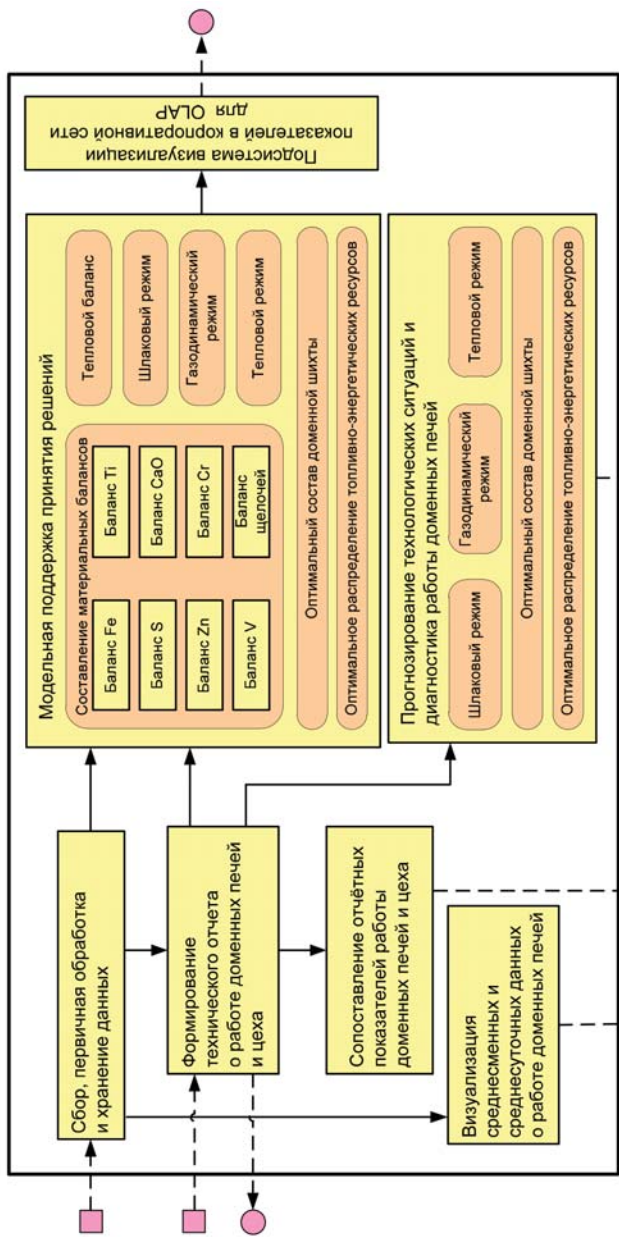 Сбор, первичная обработка
и хранение данных
Формирование
технического отчета
о работе доменных печей
и цеха
Сопоставление отчётных
показателей работы
доменных печей и цеха
Визуализация
среднесменных и
среднесуточных данных
о работе доменных печей
Модельная поддержка принятия решений
Составление материальных балансов
Баланс Fe
Баланс Ti
Баланс S
Баланс CaO
Баланс Zn
Баланс Cr
Баланс V
Баланс
щелочей
Тепловой баланс
Шлаковый режим
Газодинамический
режим
Тепловой режим
Оптимальный состав доменной шихты
Оптимальное распределение топливно-энергетических ресурсов
Прогнозирование технологических ситуаций и
диагностика работы доменных печей
Шлаковый режим
Газодинамический
режим
Тепловой режим
Оптимальный состав доменной шихты
Оптимальное распределение топливно-энергетических ресурсов
Подсистема визуализации
показателей в корпоративной сети
для OLAP